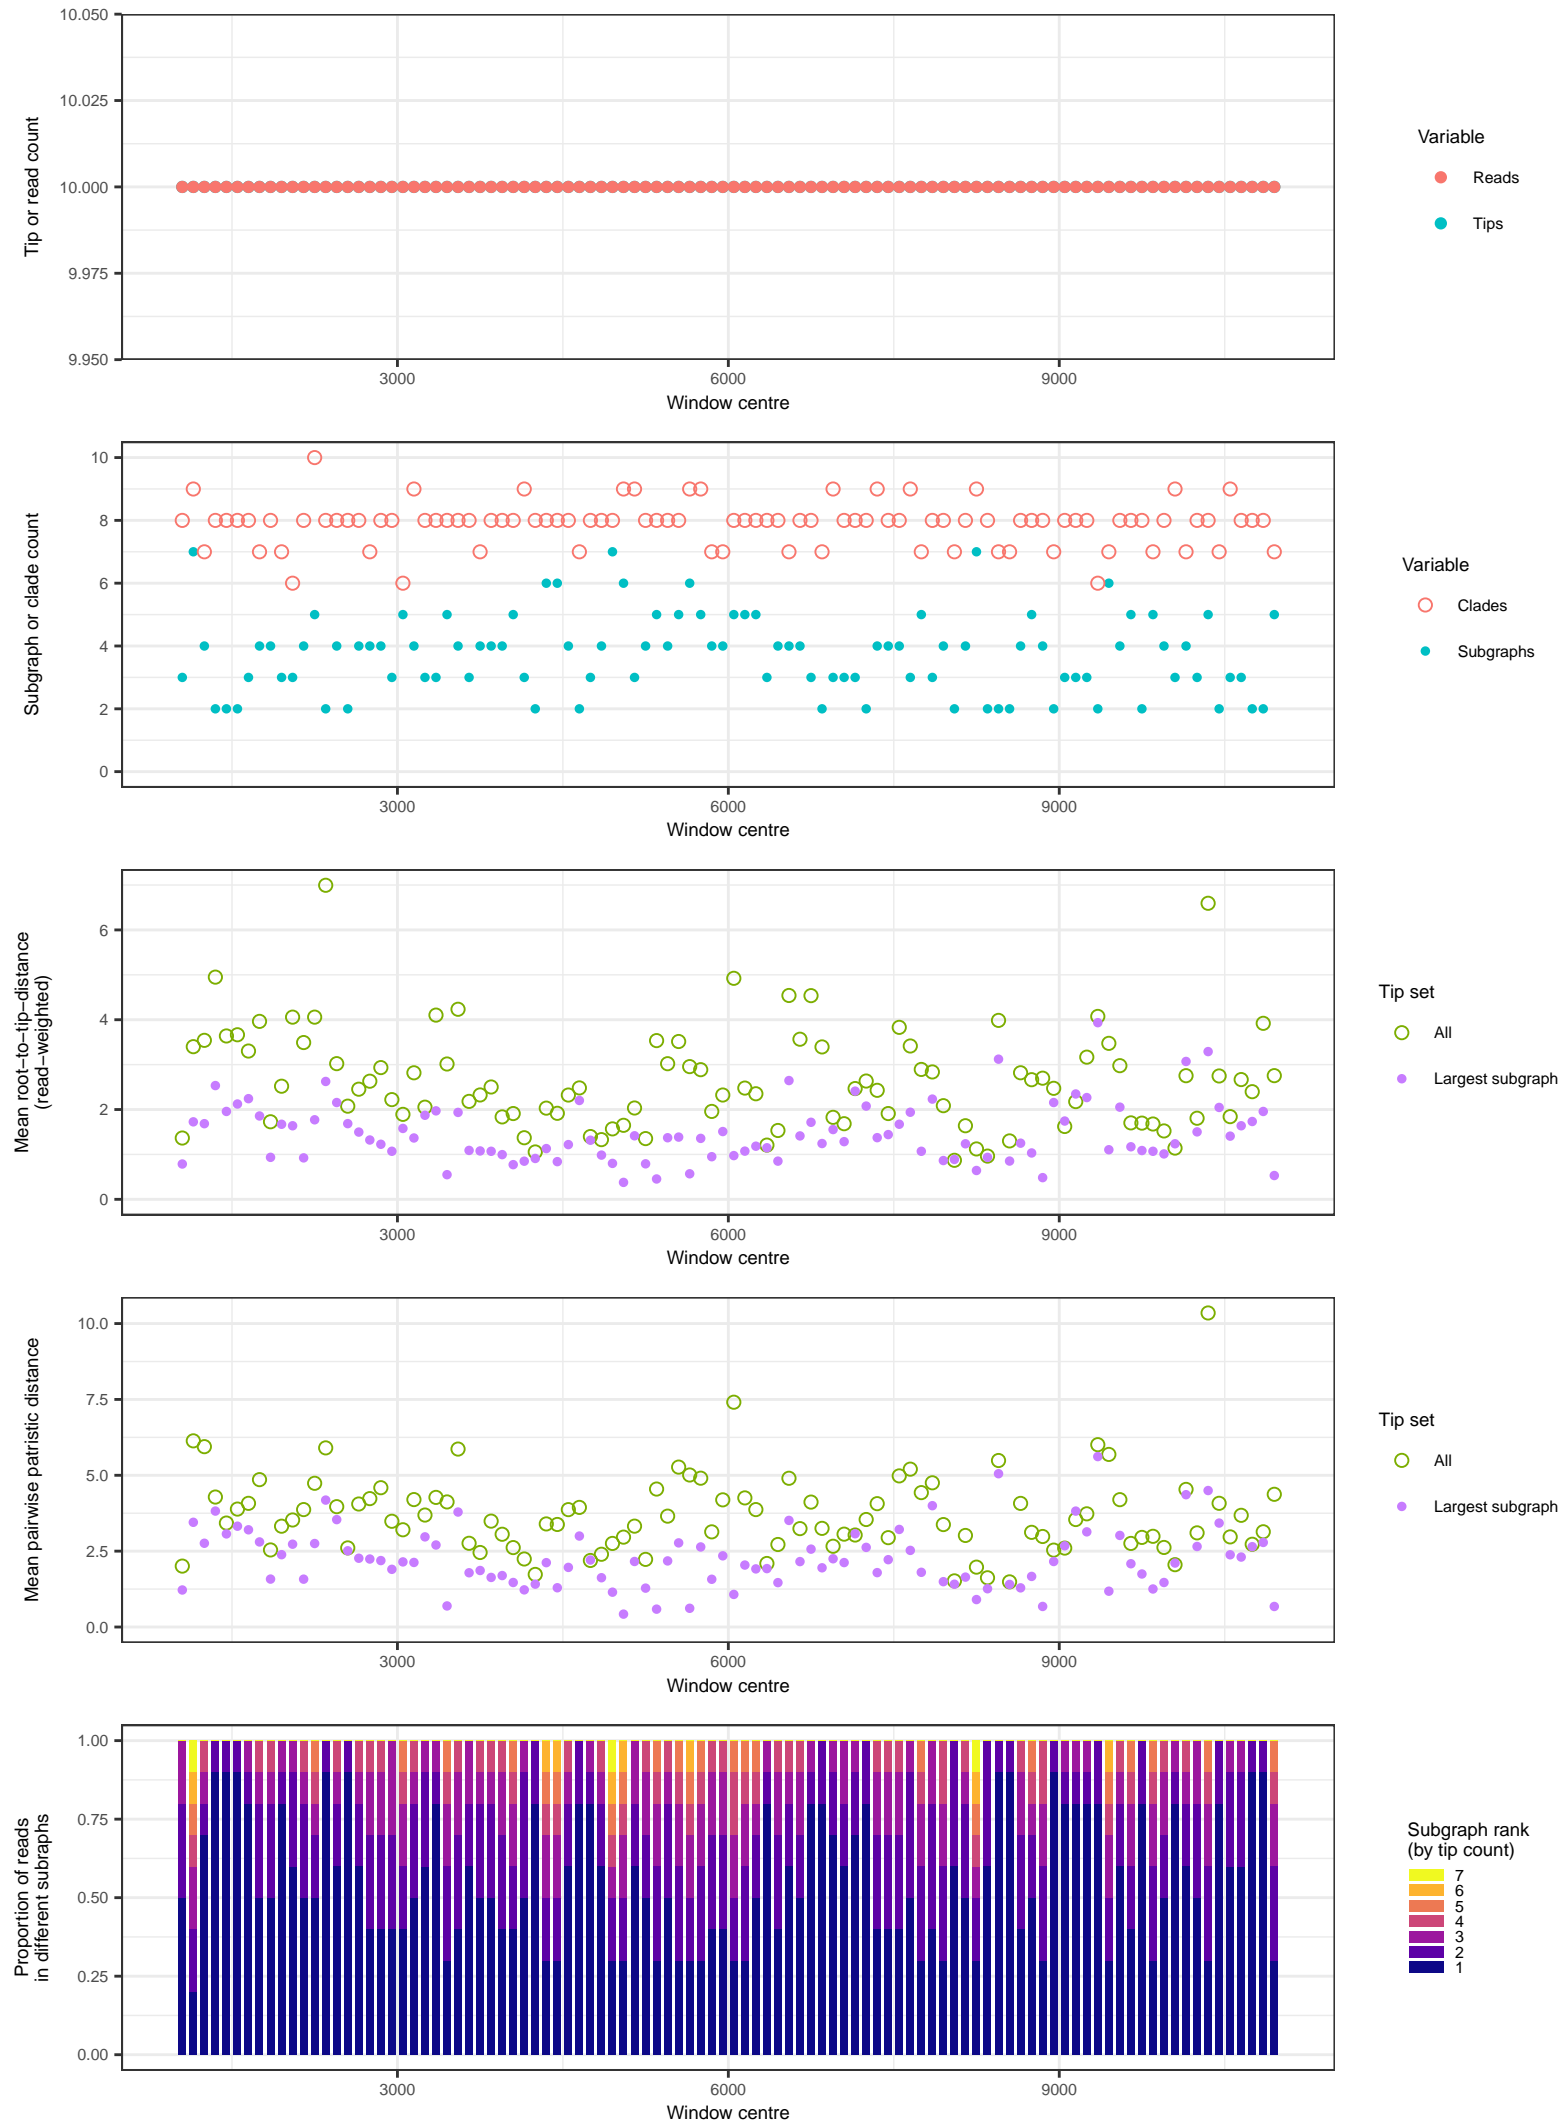 10.050
10.025
10.000
9.975
9.950
Tip or read count
3000
6000
9000
Window centre
Variable
Reads
Tips
10
8
6
4
2
0
Subgraph or clade count
3000
6000
9000
Window centre
Variable
Clades
Subgraphs
6
4
2
0
Mean root−to−tip−distance
(read−weighted)
3000
6000
9000
Window centre
Tip set
All
Largest subgraph
10.0
7.5
5.0
2.5
0.0
Mean pairwise patristic distance
3000
6000
9000
Window centre
Tip set
All
Largest subgraph
1.00
0.75
0.50
0.25
0.00
Proportion of reads
in different subraphs
3000
6000
9000
Window centre
Subgraph rank
(by tip count)
7
6
5
4
3
2
1